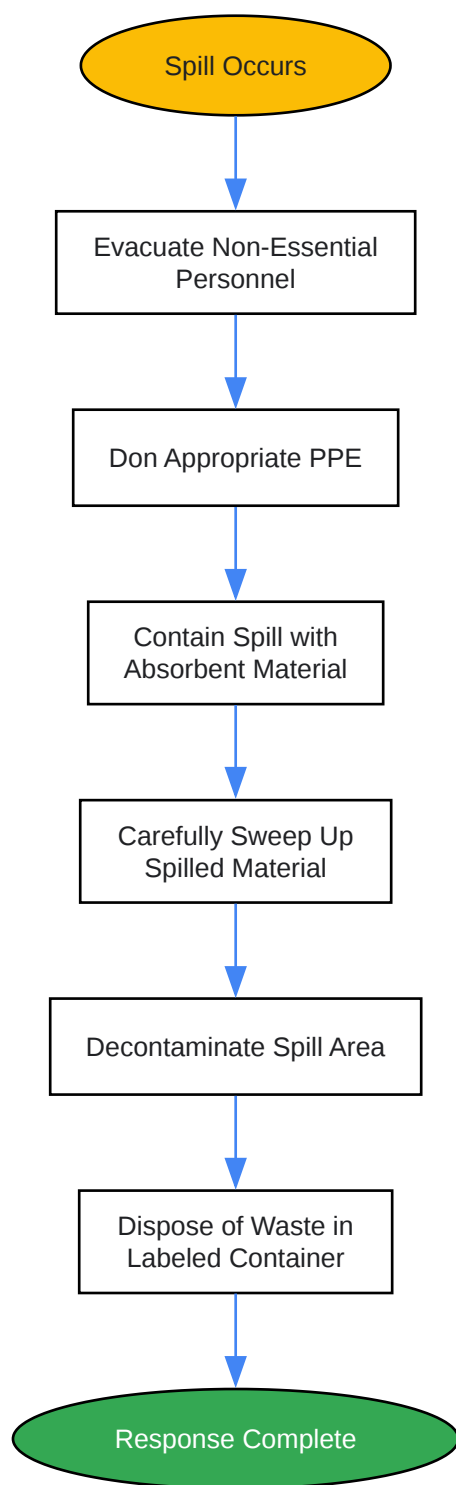 Spill Occurs
Evacuate Non-Essential
Personnel
Don Appropriate PPE
Contain Spill with
Absorbent Material
Carefully Sweep Up
Spilled Material
Decontaminate Spill Area
Dispose of Waste in
Labeled Container
Response Complete